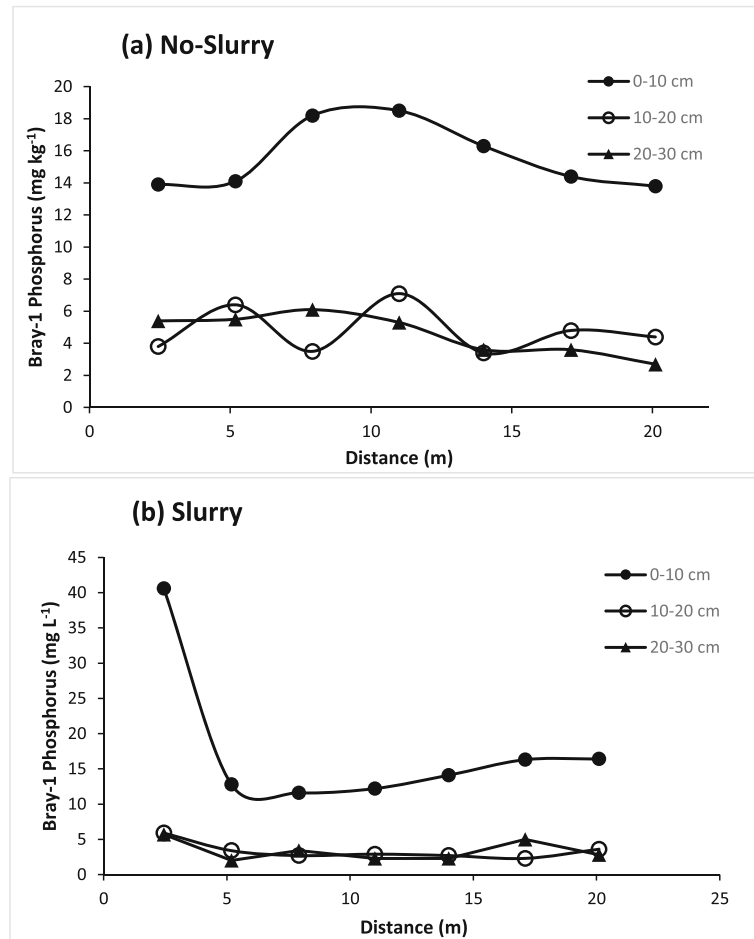 (a) No-Slurry
Bray-1 Phosphorus (mg kg⁻¹)
20
18
16
14
12
10
8
6
4
2
0
0 5 10 15 20
Distance (m)
0-10 cm
10-20 cm
20-30 cm
(b) Slurry
Bray-1 Phosphorus (mg L⁻¹)
45
40
35
30
25
20
15
10
5
0
0 5 10 15 20 25
Distance (m)
0-10 cm
10-20 cm
20-30 cm